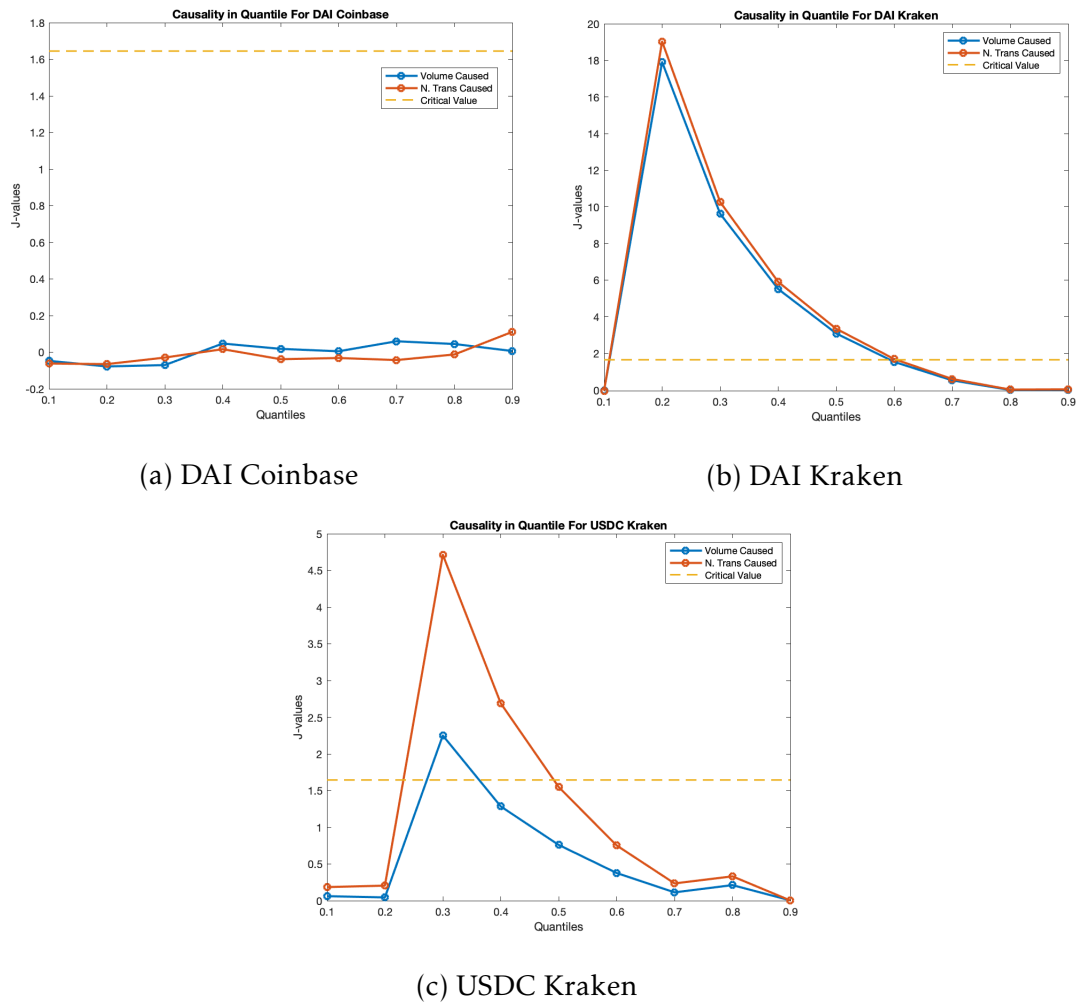 Causality in Quantile For DAI Coinbase
1.8
1.6
1.4
1.2
1
0.8
0.6
0.4
0.2
0
-0.2
J-values
Volume Caused
N. Trans Caused
Critical Value
0.1 0.2 0.3 0.4 0.5 0.6 0.7 0.8 0.9
Quantiles
(a) DAI Coinbase
Causality in Quantile For DAI Kraken
20
18
16
14
12
10
8
6
4
2
0
J-values
Volume Caused
N. Trans Caused
Critical Value
0.1 0.2 0.3 0.4 0.5 0.6 0.7 0.8 0.9
Quantiles
(b) DAI Kraken
Causality in Quantile For USDC Kraken
5
4.5
4
3.5
3
2.5
2
1.5
1
0.5
0
J-values
Volume Caused
N. Trans Caused
Critical Value
0.1 0.2 0.3 0.4 0.5 0.6 0.7 0.8 0.9
Quantiles
(c) USDC Kraken